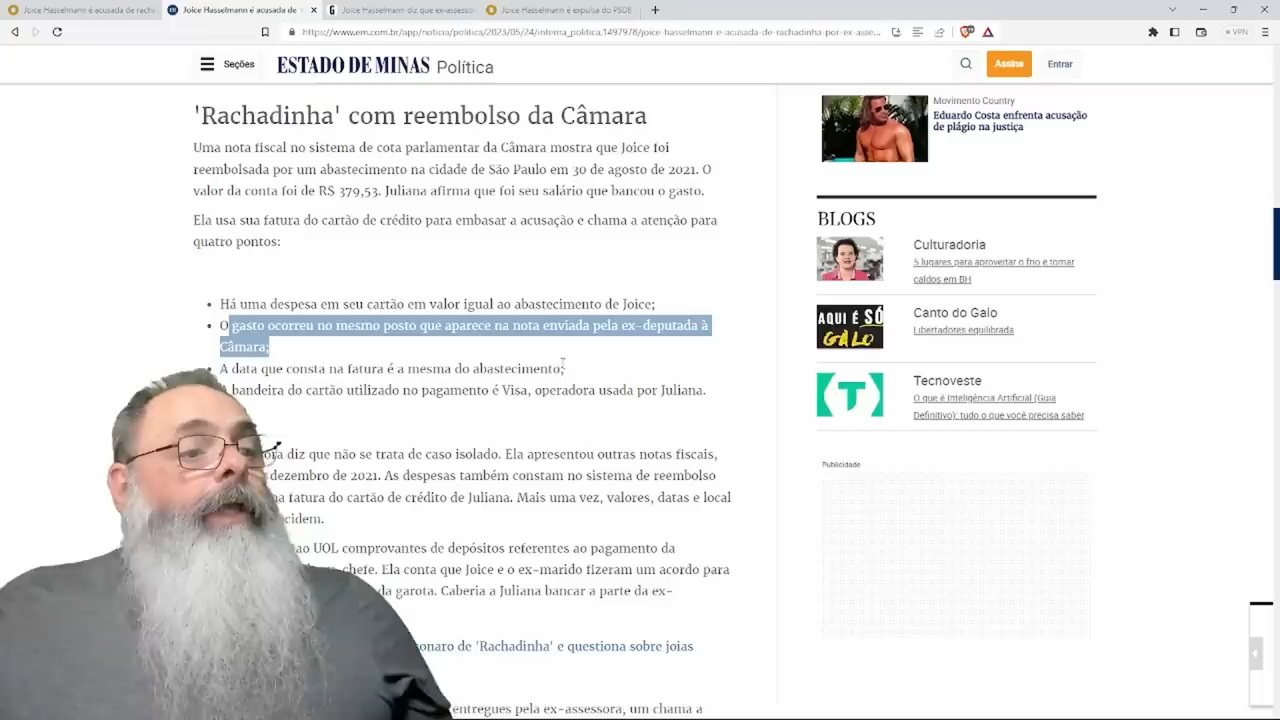 Joice Hasselmann é acusada de racha
Joice Hasselmann é acusada de
Joice Hasselmann diz que ex-assessor
Joice Hasselmann é expulsa do PSDB
https://www.em.com.br/app/noticia/politica/2023/05/24/interna_politica,1497978/joice-hasselmann-e-acusada-de-rachadinha-por-ex-asse...
VPN
Seções
ESTADO DE MINAS Política
Assine
Entrar
'Rachadinha' com reembolso da Câmara
Uma nota fiscal no sistema de cota parlamentar da Câmara mostra que Joice foi
reembolsada por um abastecimento na cidade de São Paulo em 30 de agosto de 2021. O
valor da conta foi de R$ 379,53. Juliana afirma que foi seu salário que bancou o gasto.
Ela usa sua fatura do cartão de crédito para embasar a acusação e chama a atenção para
quatro pontos:
Há uma despesa em seu cartão em valor igual ao abastecimento de Joice;
O gasto ocorreu no mesmo posto que aparece na nota enviada pela ex-deputada à
Câmara;
A data que consta na fatura é a mesma do abastecimento;
bandeira do cartão utilizado no pagamento é Visa, operadora usada por Juliana.
diz que não se trata de caso isolado. Ela apresentou outras notas fiscais,
dezembro de 2021. As despesas também constam no sistema de reembolso
na fatura do cartão de crédito de Juliana. Mais uma vez, valores, datas e local
ao UOL comprovantes de depósitos referentes ao pagamento da
chefe. Ela conta que Joice e o ex-marido fizeram um acordo para
da garota. Caberia a Juliana bancar a parte da ex-
de 'Rachadinha' e questiona sobre joias
entregues pela ex-assessora, um chama a
Movimento Country
Eduardo Costa enfrenta acusação
de plágio na justiça
BLOGS
Culturadoria
5 lugares para aproveitar o frio e tomar
caldos em BH
AQUI É SÓ
GALO
Canto do Galo
Libertadores equilibrada
T
Tecnoveste
O que é Inteligência Artificial (Guia
Definitivo): tudo o que você precisa saber
Publicidade